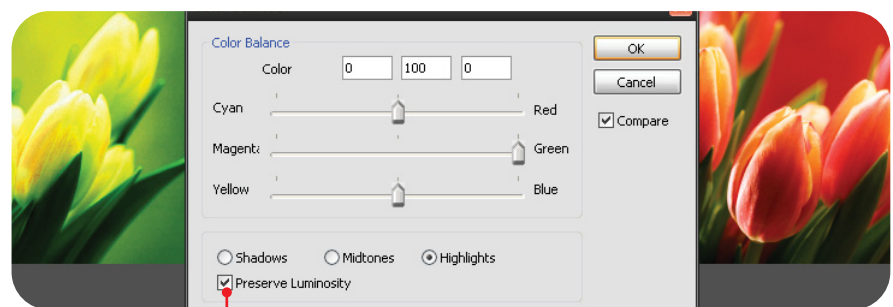 Color Balance
OK
Color 0 100 0
Cancel
Cyan Red
Compare
Magenta Green
Yellow Blue
Shadows Midtones Highlights
Preserve Luminosity